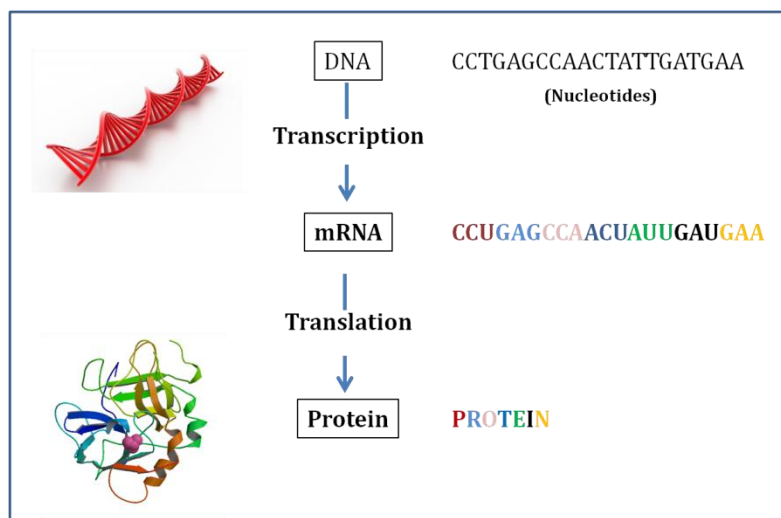 DNA
CCTGAGCCAACTATTGATGAA
(Nucleotides)
Transcription
mRNA
CCUGAGCCAACUAUUGAUGAA
Translation
Protein
PROTEIN